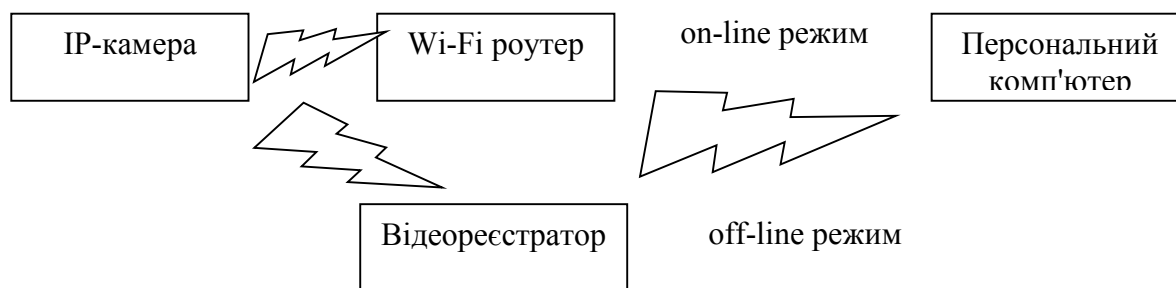 IP-камера
Wi-Fi роутер
on-line режим
Персональний
комп'ютер
Відеореєстратор
off-line режим